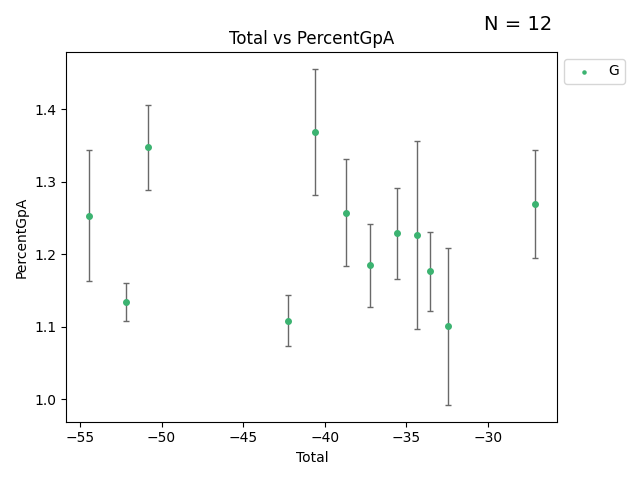 N = 12
Total vs PercentGpA
G
PercentGpA
1.4
1.3
1.2
1.1
1.0
−55 −50 −45 −40 −35 −30
Total